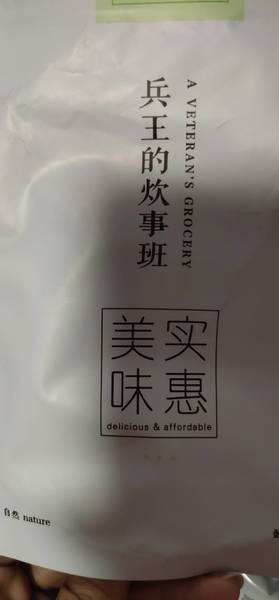 兵王的炊事班
A VETERAN'S GROCERY
实惠
美味
delicious & affordable
自然 nature